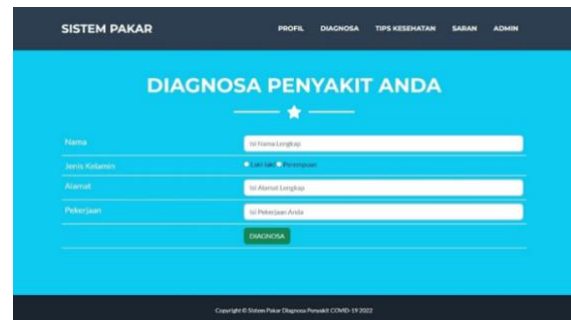 SISTEM PAKAR PROFIL DIAGNOSA TIPS KESEHATAN SARAN ADMIN
DIAGNOSA PENYAKIT ANDA
Nama Isi Nama Lengkap
Jenis Kelamin Laki laki Perempuan
Alamat Isi Alamat Lengkap
Pekerjaan Isi Pekerjaan Anda
DIAGNOSA
Copyright © Sistem Pakar Diagnosa Penyakit COVID-19 2022